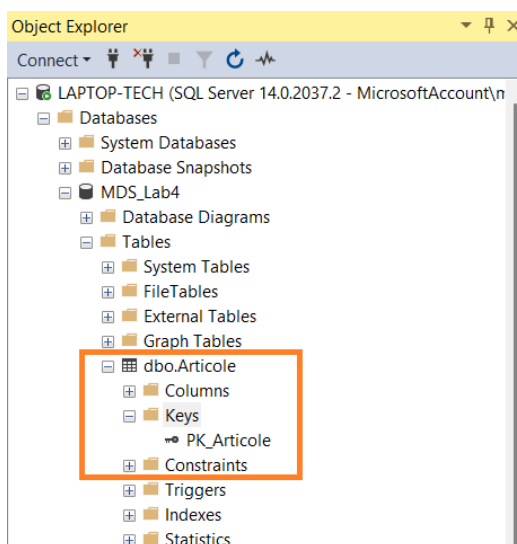 Object Explorer
Connect
LAPTOP-TECH (SQL Server 14.0.2037.2 - MicrosoftAccount\
Databases
System Databases
Database Snapshots
MDS_Lab4
Database Diagrams
Tables
System Tables
FileTables
External Tables
Graph Tables
dbo.Articole
Columns
Keys
PK_Articole
Constraints
Triggers
Indexes
Statistics